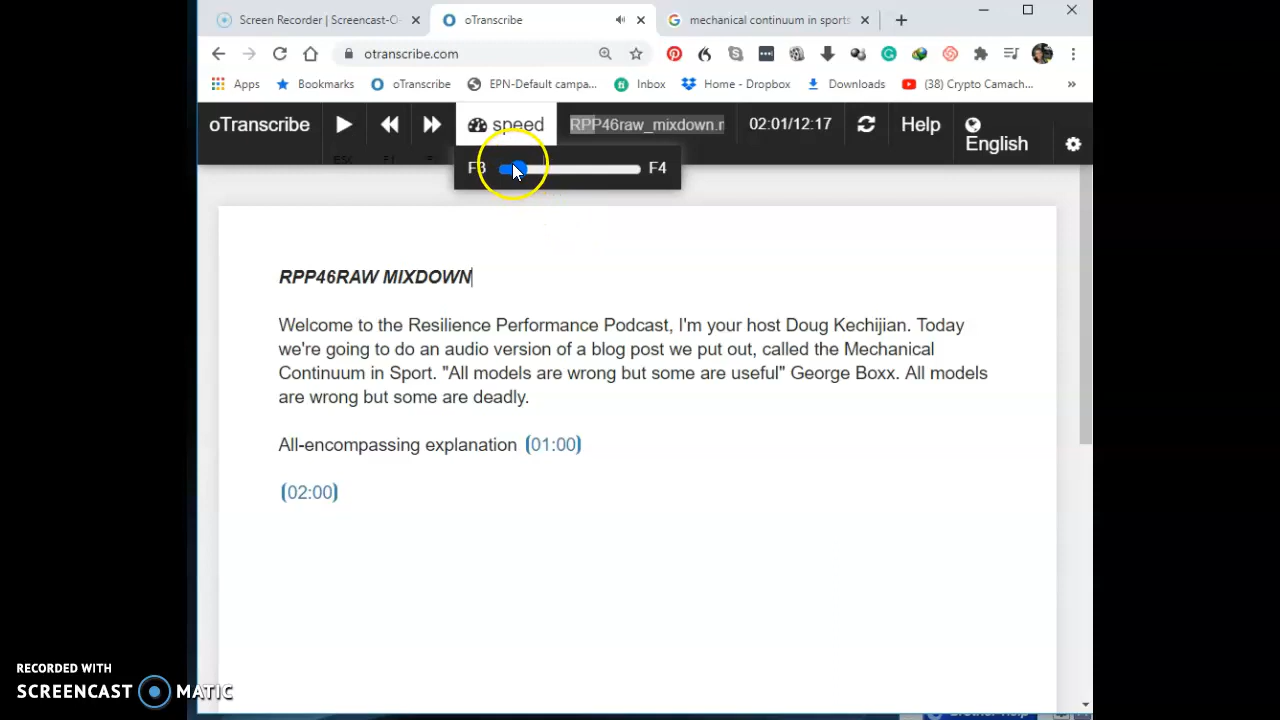 Screen Recorder | Screencast-O-
oTranscribe
mechanical continuum in sports
otranscribe.com
Apps
Bookmarks
oTranscribe
EPN-Default campa...
Inbox
Home - Dropbox
Downloads
(38) Crypto Camach...
»
oTranscribe
speed
RPP46raw_mixdown.r
02:01/12:17
Help
English
F3
F4
RPP46RAW MIXDOWN
Welcome to the Resilience Performance Podcast, I'm your host Doug Kechijian. Today
we're going to do an audio version of a blog post we put out, called the Mechanical
Continuum in Sport. "All models are wrong but some are useful" George Boxx. All models
are wrong but some are deadly.
All-encompassing explanation (01:00)
(02:00)
RECORDED WITH
SCREENCAST MATIC